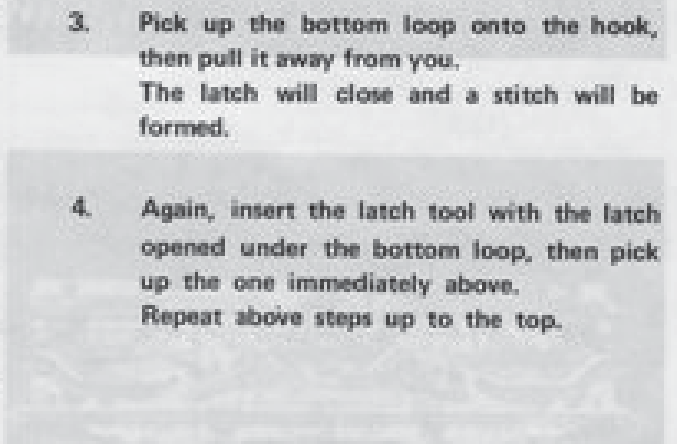 3. Pick up the bottom loop onto the hook,
then pull it away from you.
The latch will close and a stitch will be
formed.
4. Again, insert the latch tool with the latch
opened under the bottom loop, then pick
up the one immediately above.
Repeat above steps up to the top.